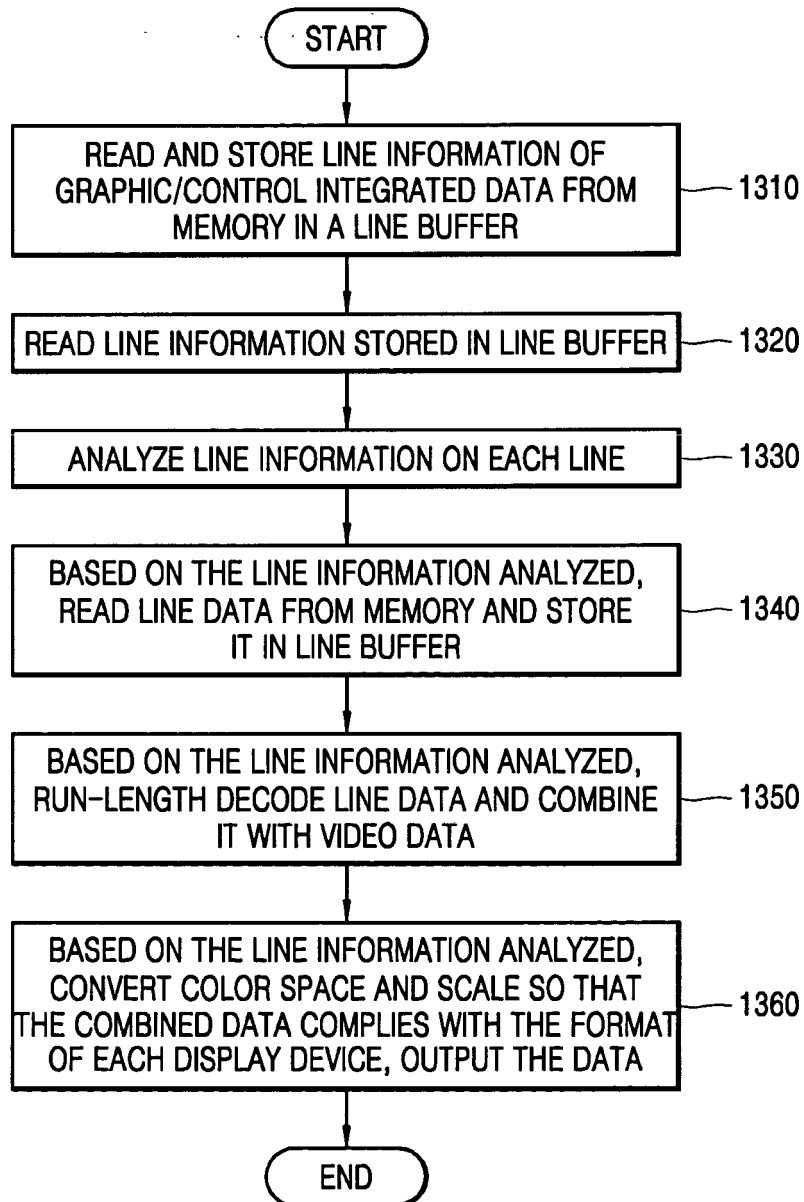 START
READ AND STORE LINE INFORMATION OF
GRAPHIC/CONTROL INTEGRATED DATA FROM
MEMORY IN A LINE BUFFER
1310
READ LINE INFORMATION STORED IN LINE BUFFER
1320
ANALYZE LINE INFORMATION ON EACH LINE
1330
BASED ON THE LINE INFORMATION ANALYZED,
READ LINE DATA FROM MEMORY AND STORE
IT IN LINE BUFFER
1340
BASED ON THE LINE INFORMATION ANALYZED,
RUN-LENGTH DECODE LINE DATA AND COMBINE
IT WITH VIDEO DATA
1350
BASED ON THE LINE INFORMATION ANALYZED,
CONVERT COLOR SPACE AND SCALE SO THAT
THE COMBINED DATA COMPLIES WITH THE FORMAT
OF EACH DISPLAY DEVICE, OUTPUT THE DATA
1360
END